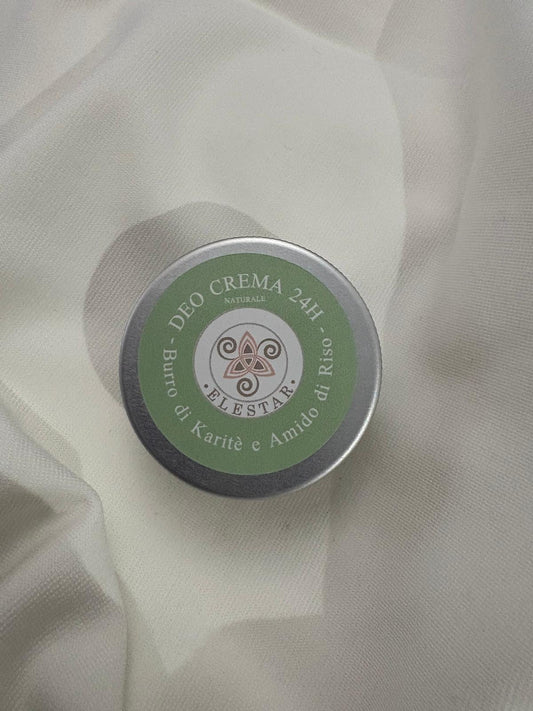 - DEO CREMA 24H -
NATURALE
• ELESTAR •
Burro di Karitè e Amido di Riso